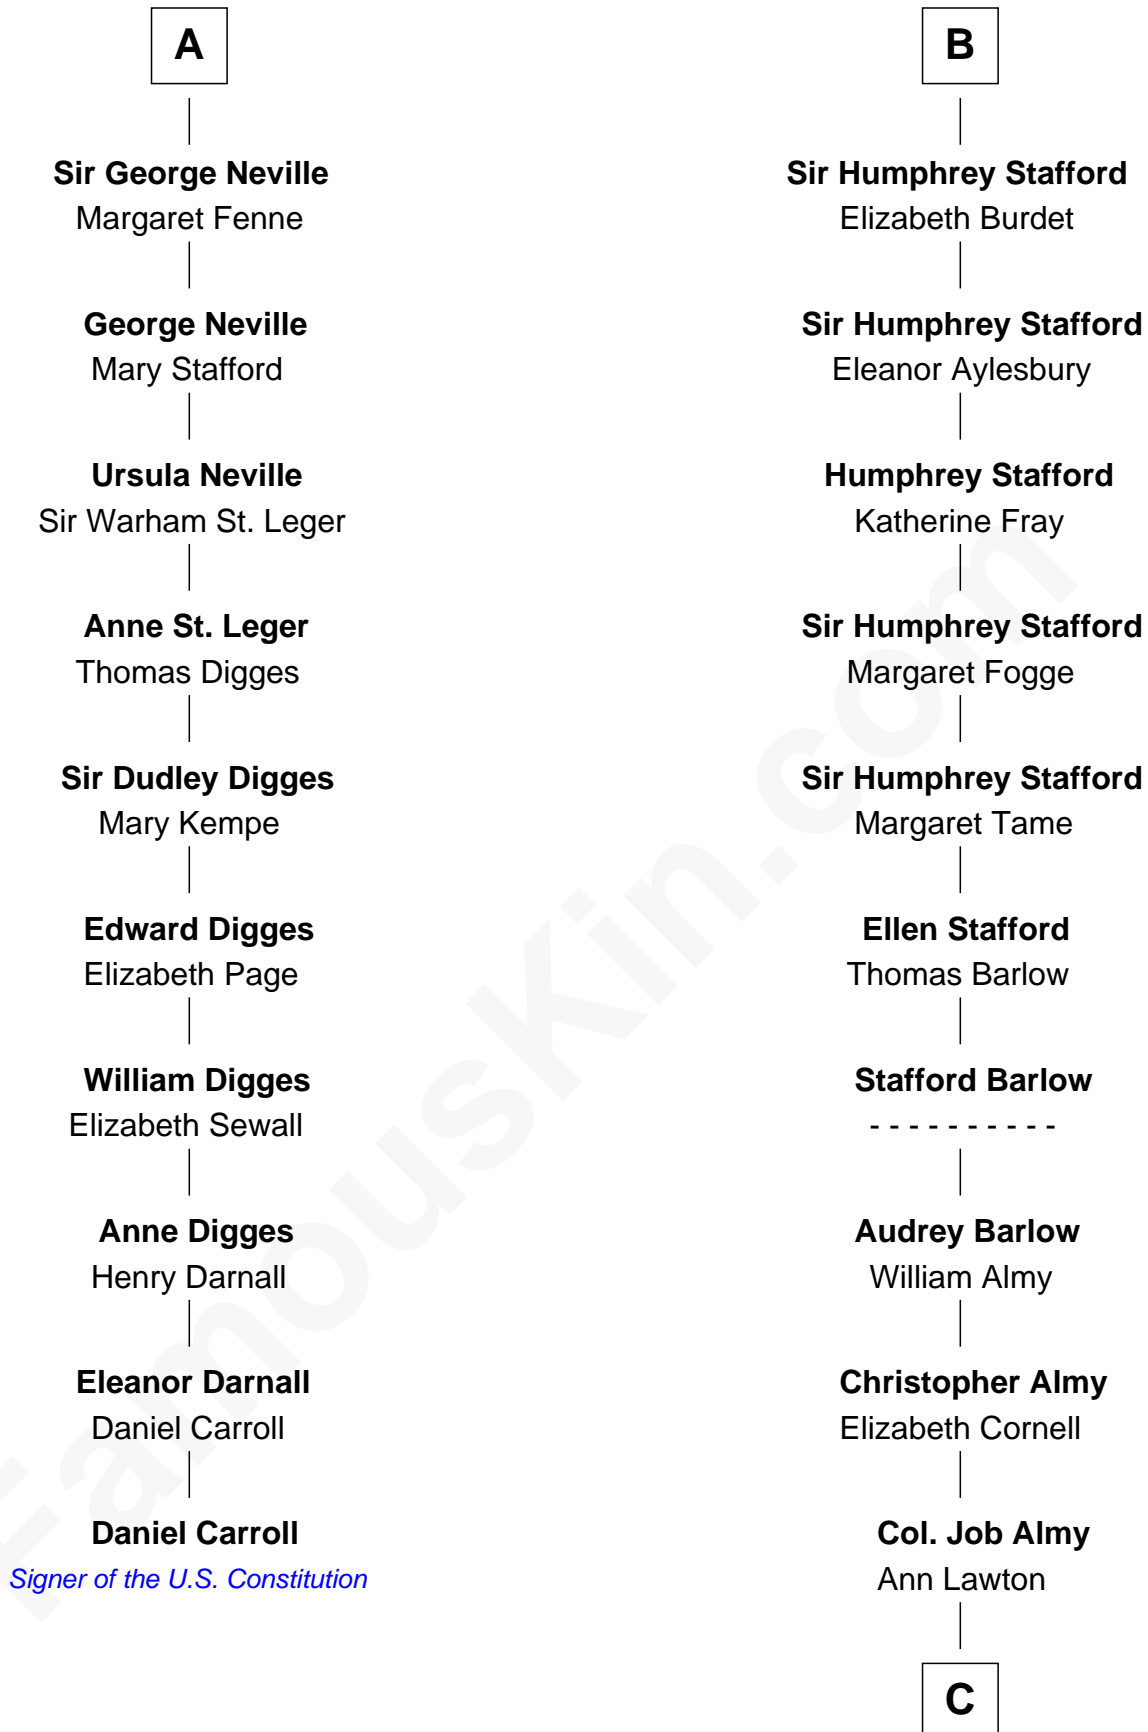 A
Sir George Neville
Margaret Fenne
George Neville
Mary Stafford
Ursula Neville
Sir Warham St. Leger
Anne St. Leger
Thomas Digges
Sir Dudley Digges
Mary Kempe
Edward Digges
Elizabeth Page
William Digges
Elizabeth Sewall
Anne Digges
Henry Darnall
Eleanor Darnall
Daniel Carroll
Daniel Carroll
Signer of the U.S. Constitution
B
Sir Humphrey Stafford
Elizabeth Burdet
Sir Humphrey Stafford
Eleanor Aylesbury
Humphrey Stafford
Katherine Fray
Sir Humphrey Stafford
Margaret Fogge
Sir Humphrey Stafford
Margaret Tame
Ellen Stafford
Thomas Barlow
Stafford Barlow
- - - - - - - - - -
Audrey Barlow
William Almy
Christopher Almy
Elizabeth Cornell
Col. Job Almy
Ann Lawton
C
FamousKin.com